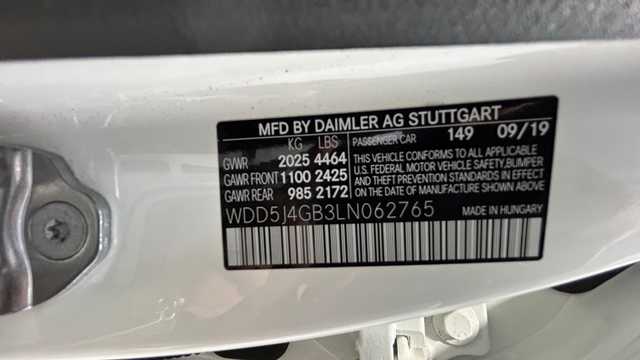 MFD BY DAIMLER AG STUTTGART
KG LBS PASSENGER CAR 149 09/19
GVWR 2025 4464
GAWR FRONT 1100 2425
GAWR REAR 985 2172
THIS VEHICLE CONFORMS TO ALL APPLICABLE
U.S. FEDERAL MOTOR VEHICLE SAFETY, BUMPER
AND THEFT PREVENTION STANDARDS IN EFFECT
ON THE DATE OF MANUFACTURE SHOWN ABOVE.
WDD5J4GB3LN062765 MADE IN HUNGARY